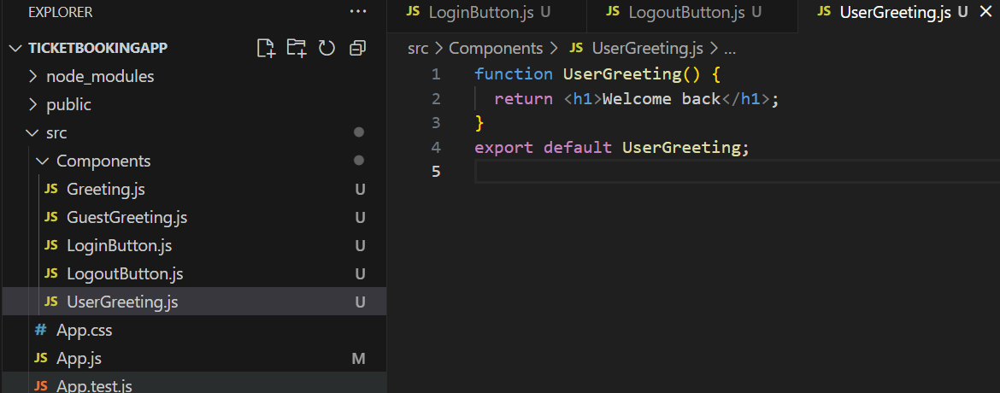 EXPLORER ...
TICKETBOOKINGAPP
node_modules
public
src
Components
JS Greeting.js U
JS GuestGreeting.js U
JS LoginButton.js U
JS LogoutButton.js U
JS UserGreeting.js U
# App.css
JS App.js M
JS App.test.js
JS LoginButton.js U JS LogoutButton.js U JS UserGreeting.js U
src > Components > JS UserGreeting.js > ...
1 function UserGreeting() {
2 return <h1>Welcome back</h1>;
3 }
4 export default UserGreeting;
5